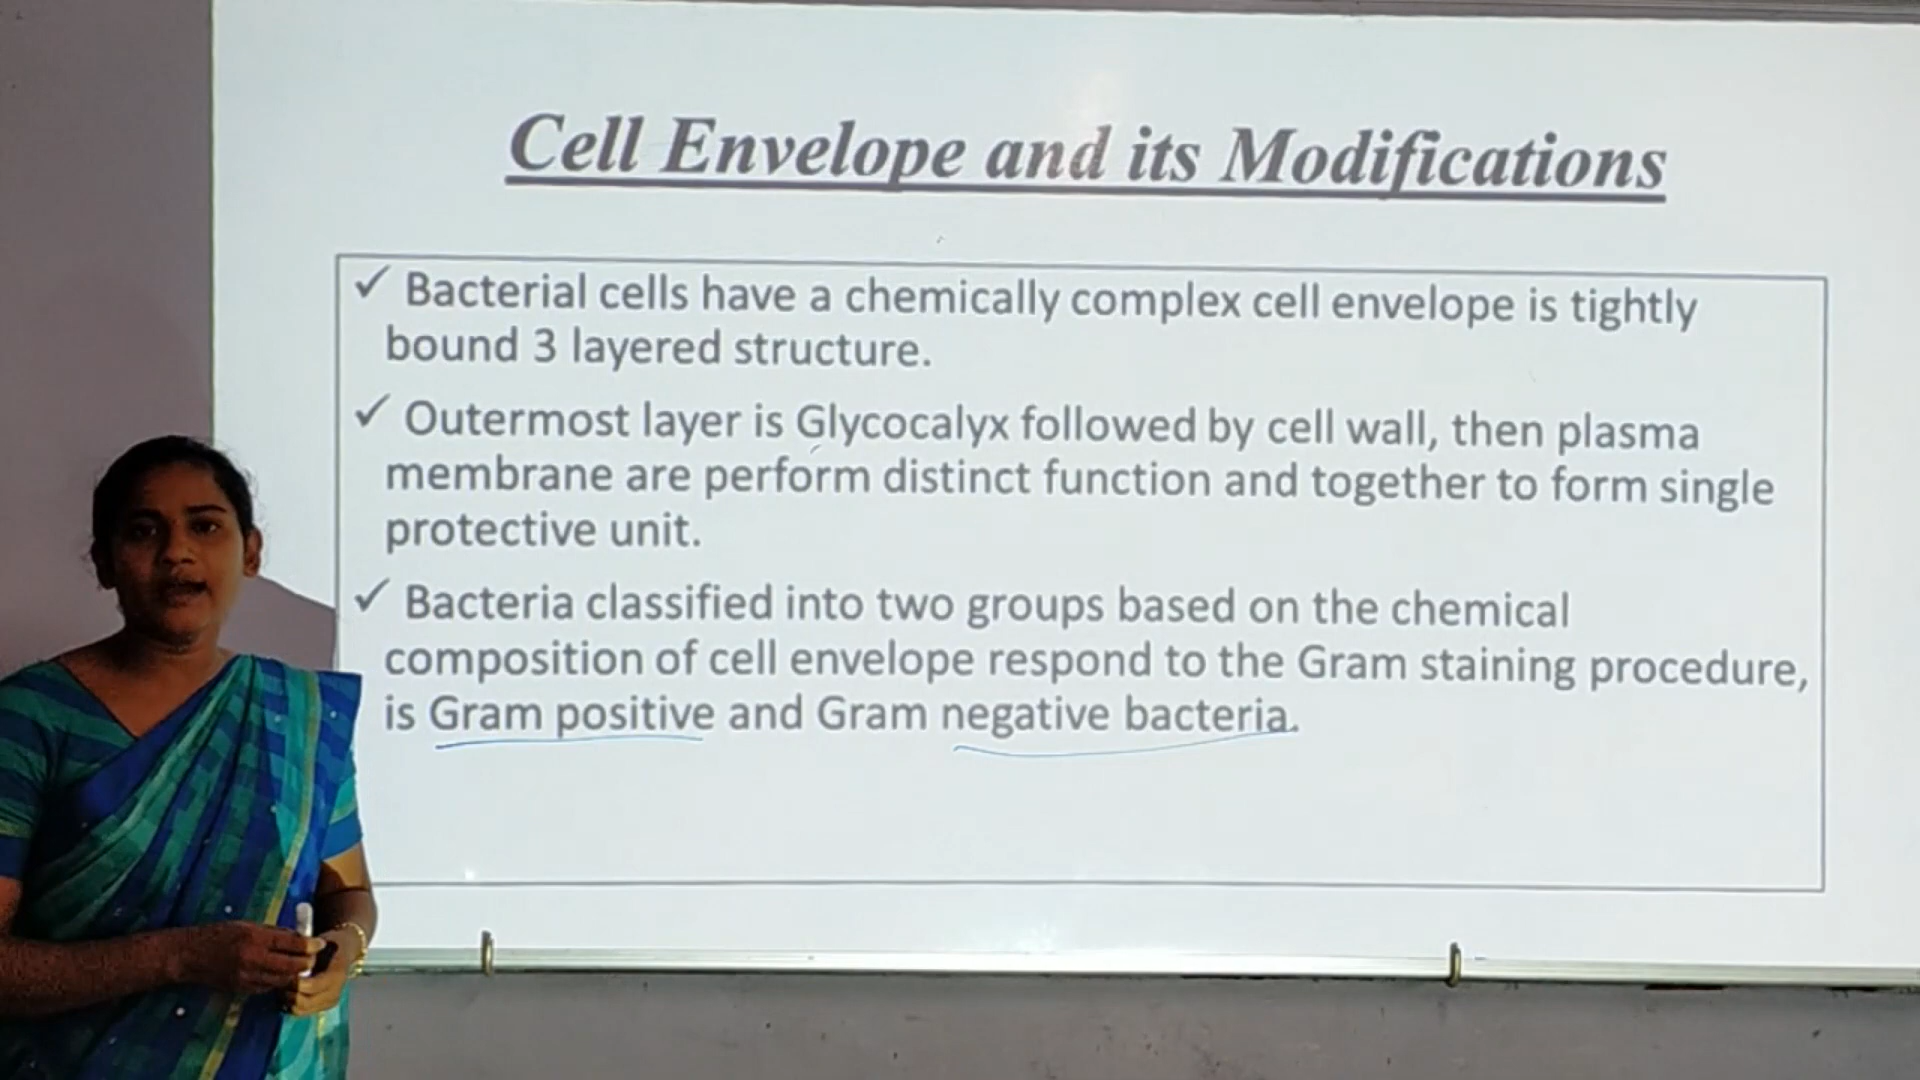 Cell Envelope and its Modifications
✓ Bacterial cells have a chemically complex cell envelope is tightly
bound 3 layered structure.
✓ Outermost layer is Glycocalyx followed by cell wall, then plasma
membrane are perform distinct function and together to form single
protective unit.
✓ Bacteria classified into two groups based on the chemical
composition of cell envelope respond to the Gram staining procedure,
is Gram positive and Gram negative bacteria.